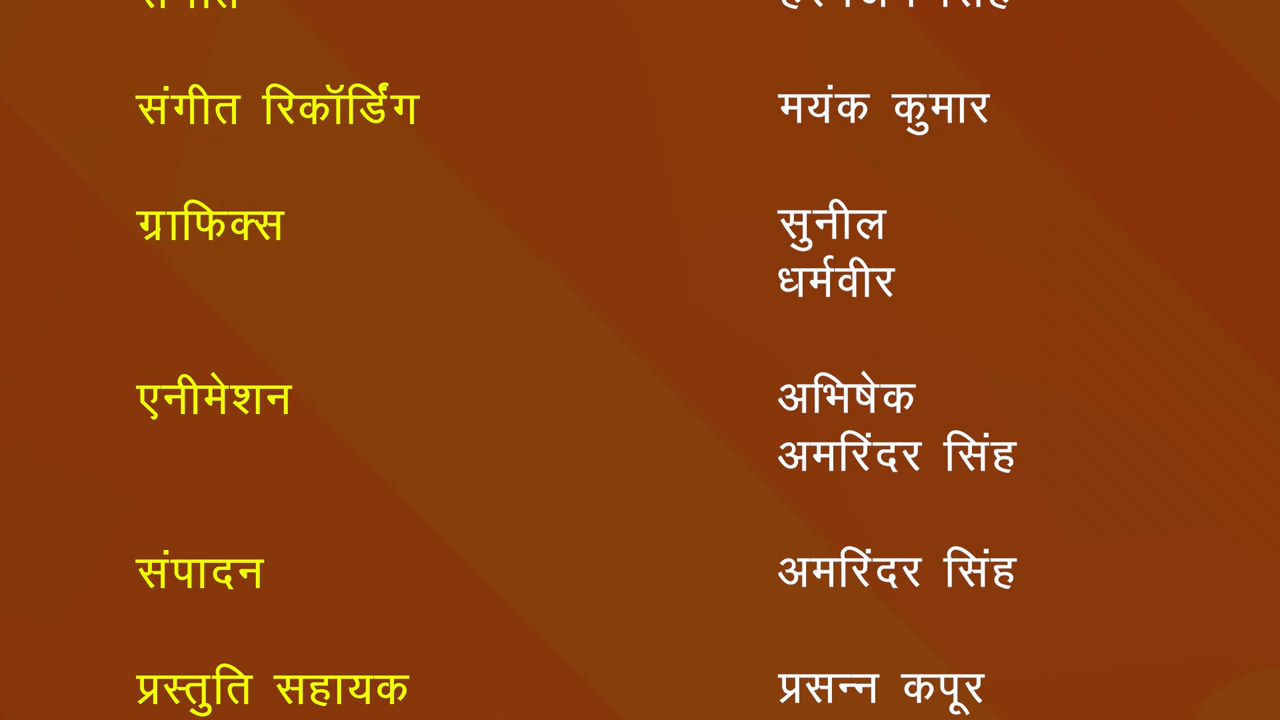 संगीत रिकॉर्डिंग मयंक कुमार
ग्राफिक्स सुनील
धर्मवीर
एनीमेशन अभिषेक
अमरिंदर सिंह
संपादन अमरिंदर सिंह
प्रस्तुति सहायक प्रसन्न कपूर